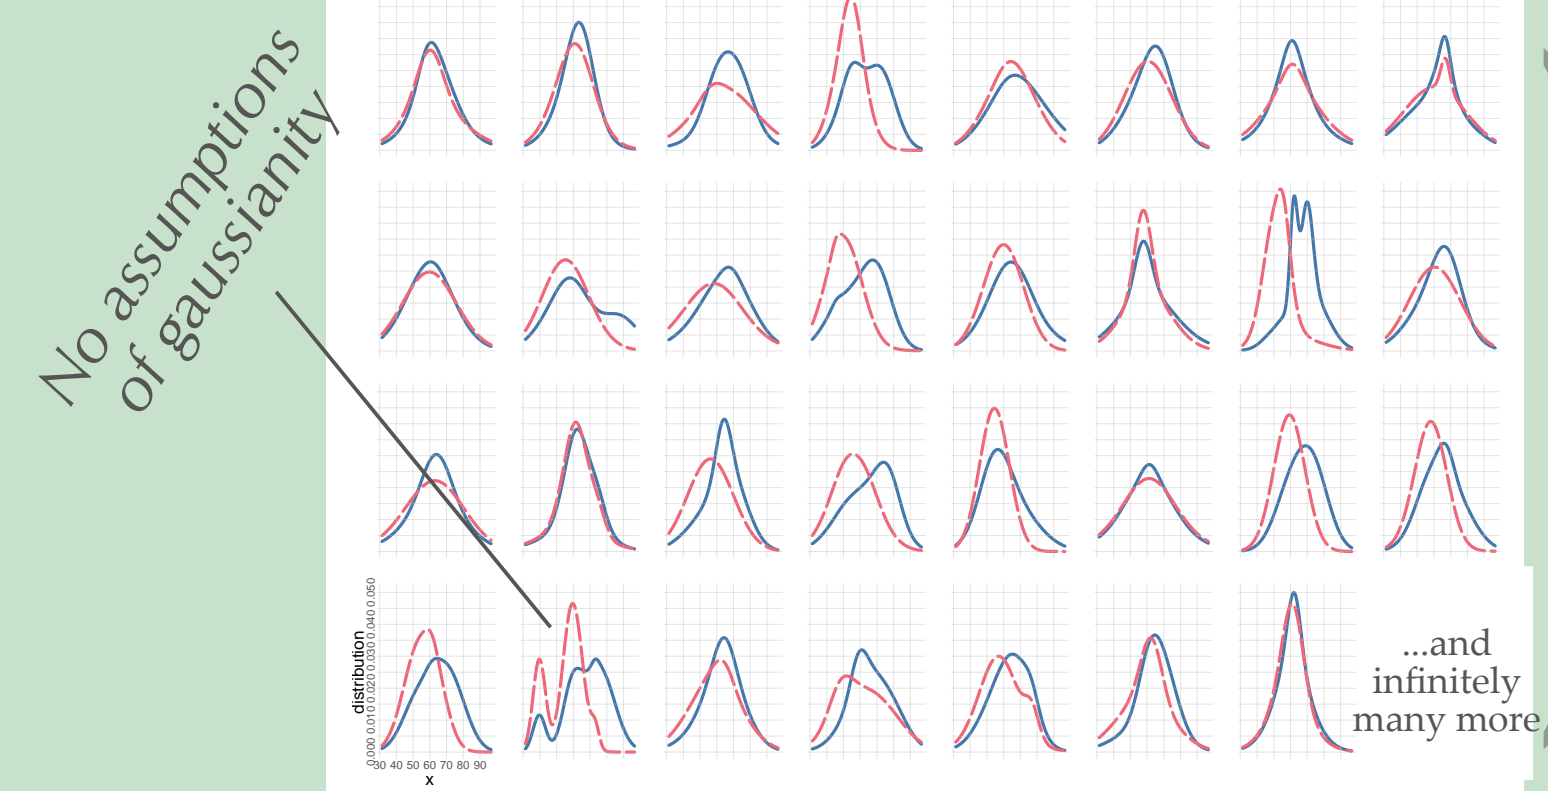 No assumptions
of gaussianity
distribution
0.000 0.010 0.020 0.030 0.040 0.050
30 40 50 60 70 80 90
x
...and
infinitely
many more